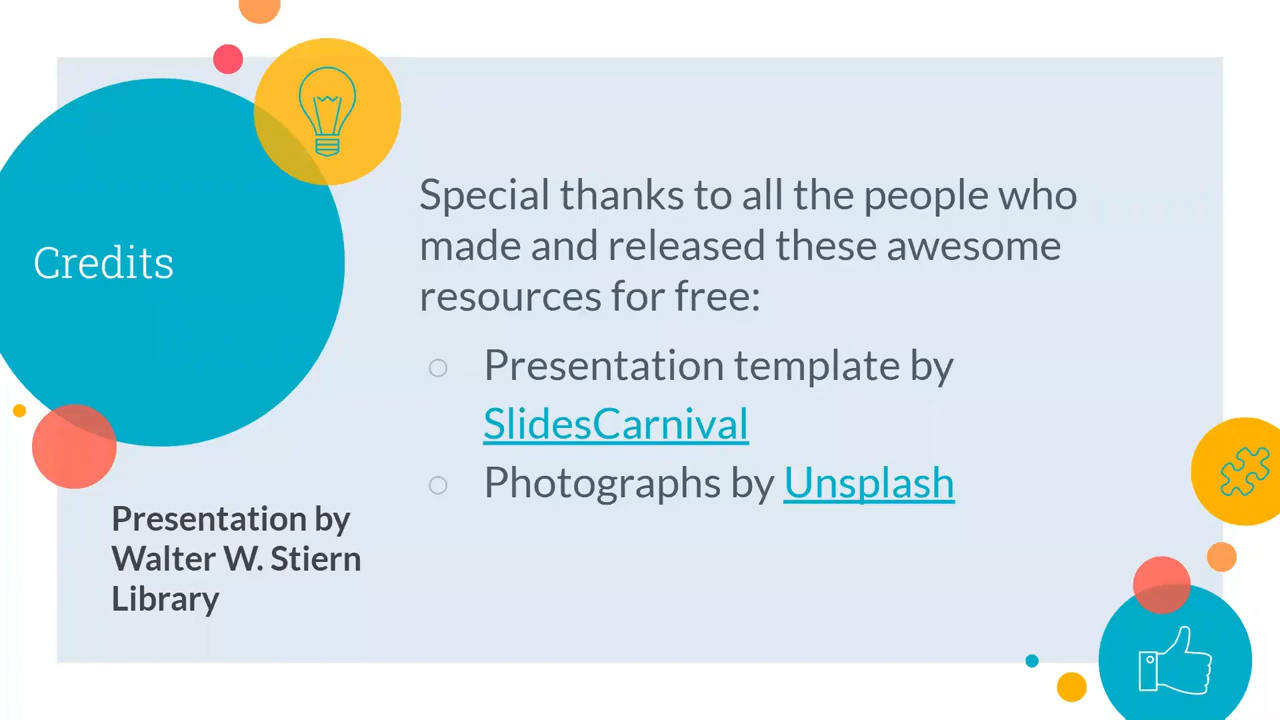 Credits
Special thanks to all the people who
made and released these awesome
resources for free:
○ Presentation template by
SlidesCarnival
○ Photographs by Unsplash
Presentation by
Walter W. Stiern
Library